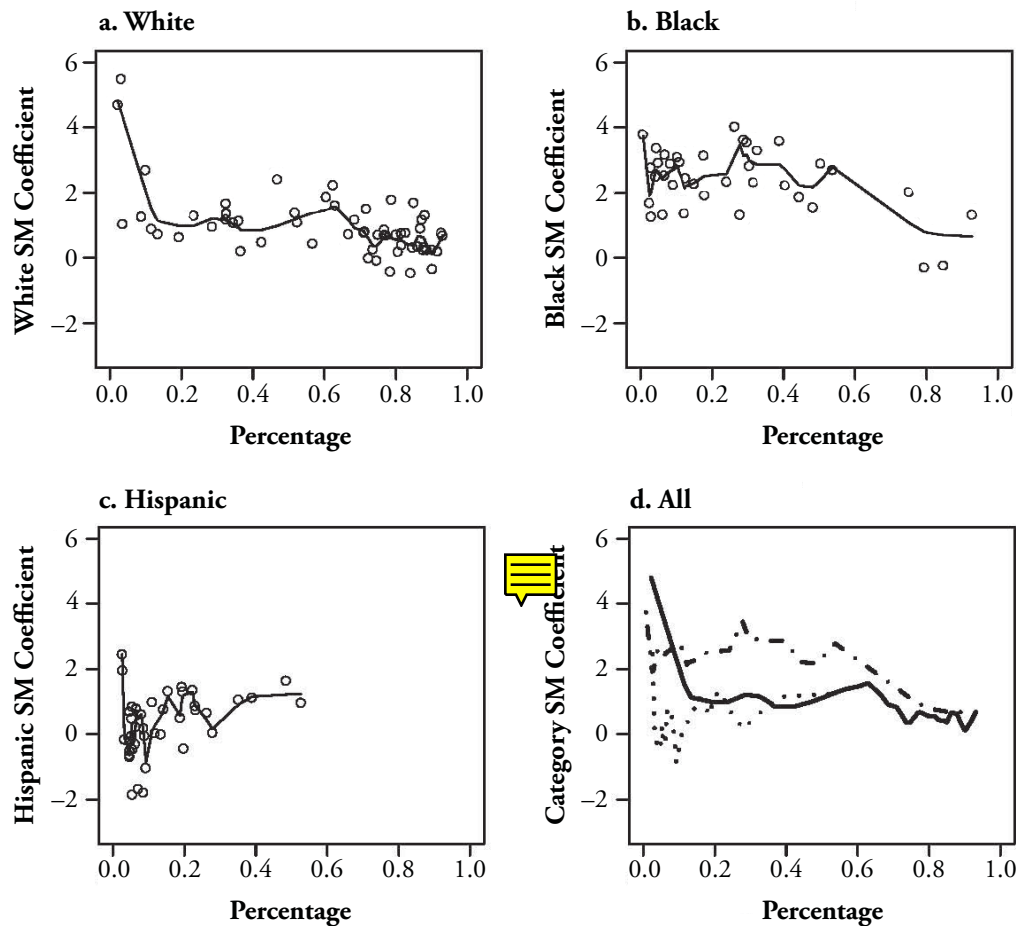 a. White
White SM Coefficient
6
4
2
0
–2
0.0 0.2 0.4 0.6 0.8 1.0
Percentage
b. Black
Black SM Coefficient
6
4
2
0
–2
0.0 0.2 0.4 0.6 0.8 1.0
Percentage
c. Hispanic
Hispanic SM Coefficient
6
4
2
0
–2
0.0 0.2 0.4 0.6 0.8 1.0
Percentage
d. All
Category SM Coefficient
6
4
2
0
–2
0.0 0.2 0.4 0.6 0.8 1.0
Percentage